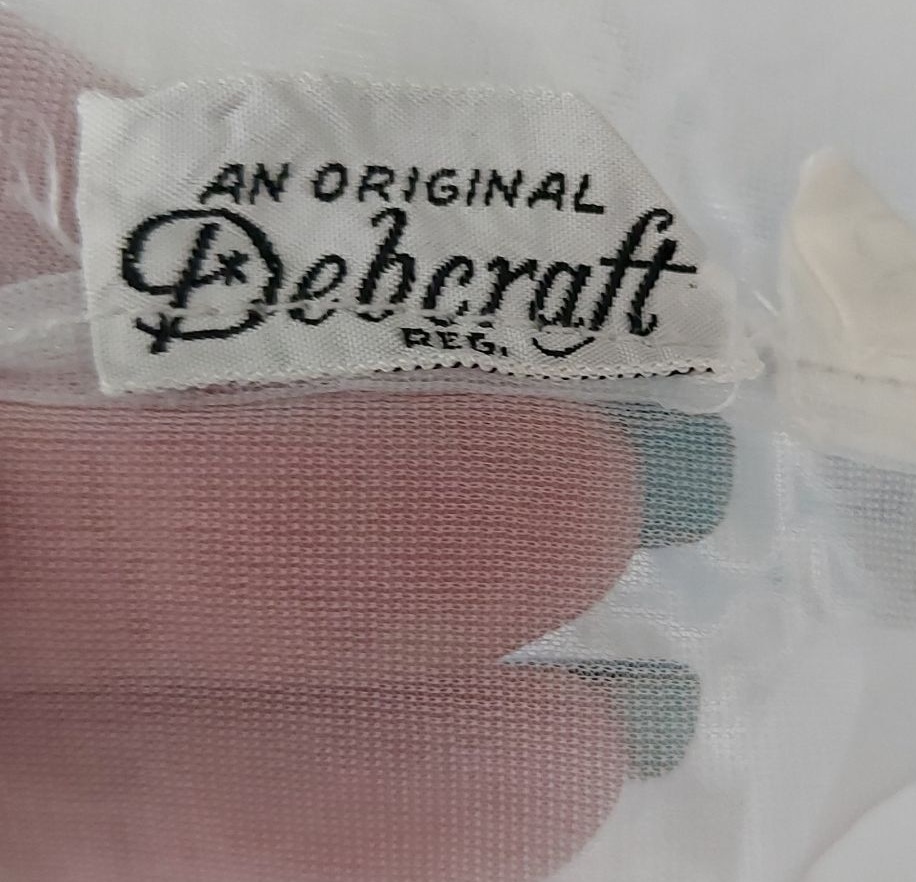 AN ORIGINAL
Debcraft
REG.